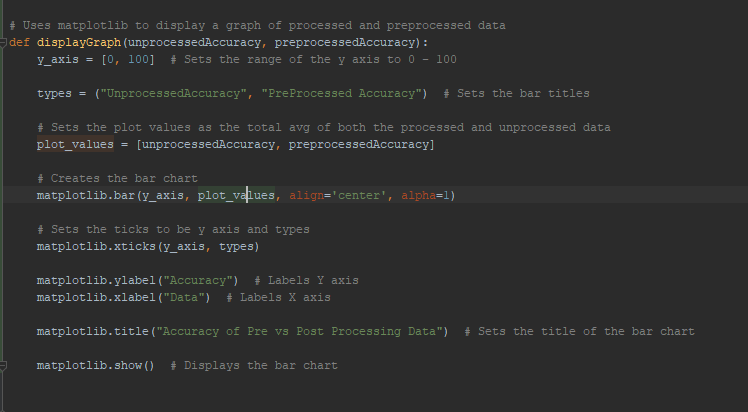 # Uses matplotlib to display a graph of processed and preprocessed data
def displayGraph(unprocessedAccuracy, preprocessedAccuracy):
    y_axis = [0, 100]  # Sets the range of the y axis to 0 - 100
    types = ("UnprocessedAccuracy", "PreProcessed Accuracy")  # Sets the bar titles
    # Sets the plot values as the total avg of both the processed and unprocessed data
    plot_values = [unprocessedAccuracy, preprocessedAccuracy]
    # Creates the bar chart
    matplotlib.bar(y_axis, plot_values, align='center', alpha=1)
    # Sets the ticks to be y axis and types
    matplotlib.xticks(y_axis, types)
    matplotlib.ylabel("Accuracy")  # Labels Y axis
    matplotlib.xlabel("Data")  # Labels X axis
    matplotlib.title("Accuracy of Pre vs Post Processing Data")  # Sets the title of the bar chart
    matplotlib.show()  # Displays the bar chart